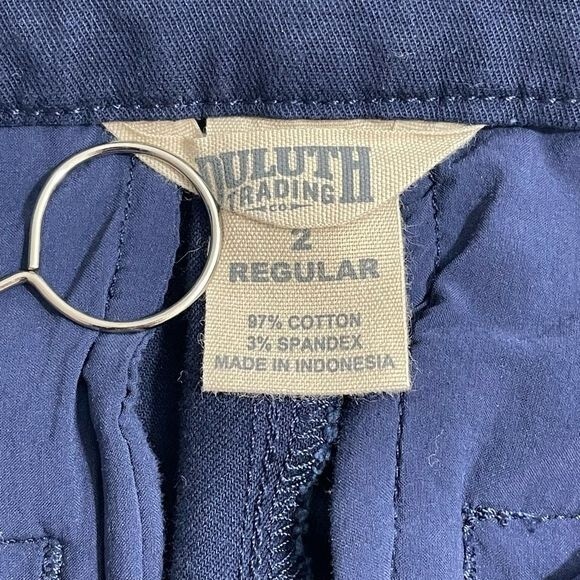 DULUTH
TRADING
CO
2
REGULAR
97% COTTON
3% SPANDEX
MADE IN INDONESIA